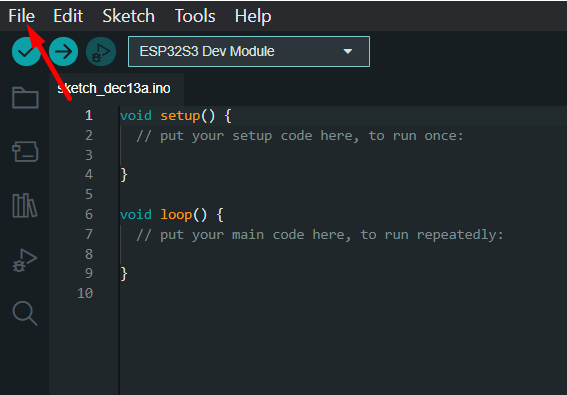 File Edit Sketch Tools Help
ESP32S3 Dev Module
sketch_dec13a.ino
1 void setup() {
2 // put your setup code here, to run once:
3
4 }
5
6 void loop() {
7 // put your main code here, to run repeatedly:
8
9 }
10